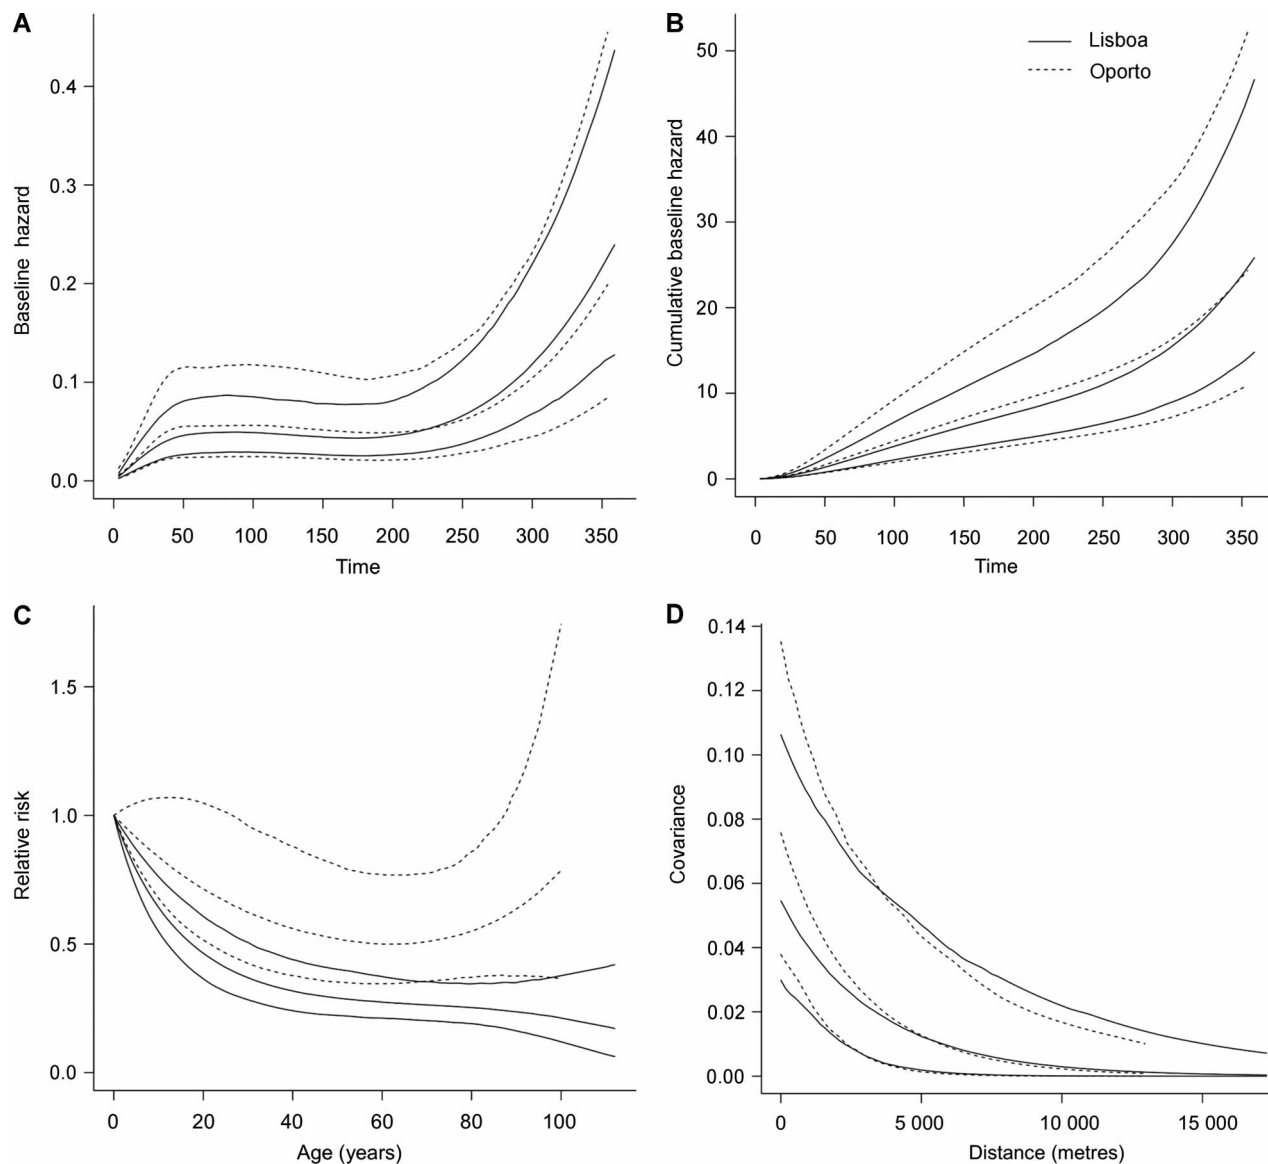 A
Baseline hazard
0.4
0.3
0.2
0.1
0.0
0 50 100 150 200 250 300 350
Time
B
Lisboa
Oporto
Cumulative baseline hazard
50
40
30
20
10
0
0 50 100 150 200 250 300 350
Time
C
Relative risk
1.5
1.0
0.5
0.0
0 20 40 60 80 100
Age (years)
D
Covariance
0.14
0.12
0.10
0.08
0.06
0.04
0.02
0.00
0 5 000 10 000 15 000
Distance (metres)